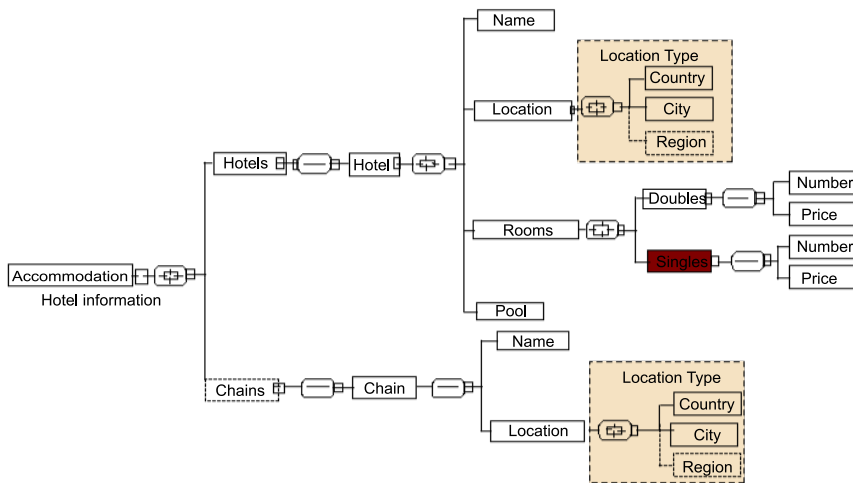 Name
Location Type
Country
Location
City
Region
Hotels
Hotel
Doubles
Number
Price
Rooms
Singles
Number
Price
Accommodation
Hotel information
Pool
Name
Chains
Chain
Location Type
Country
Location
City
Region